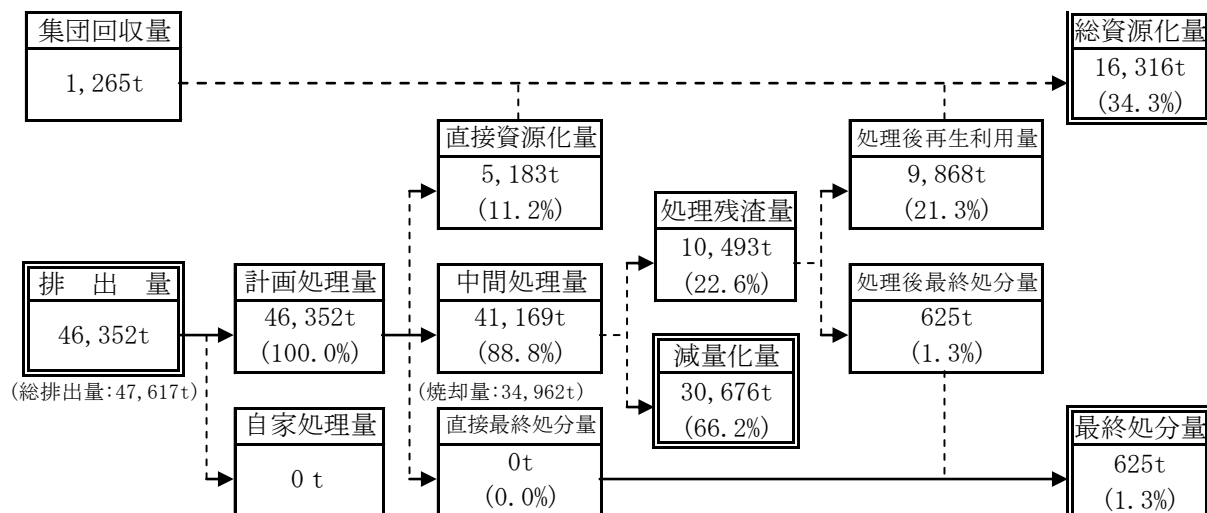 集団回収量
1,265t
総資源化量
16,316t
(34.3%)
直接資源化量
5,183t
(11.2%)
処理後再生利用量
9,868t
(21.3%)
処理残渣量
10,493t
(22.6%)
排出量
46,352t
(総排出量:47,617t)
計画処理量
46,352t
(100.0%)
中間処理量
41,169t
(88.8%)
(焼却量:34,962t)
処理後最終処分量
625t
(1.3%)
減量化量
30,676t
(66.2%)
自家処理量
0 t
直接最終処分量
0t
(0.0%)
最終処分量
625t
(1.3%)